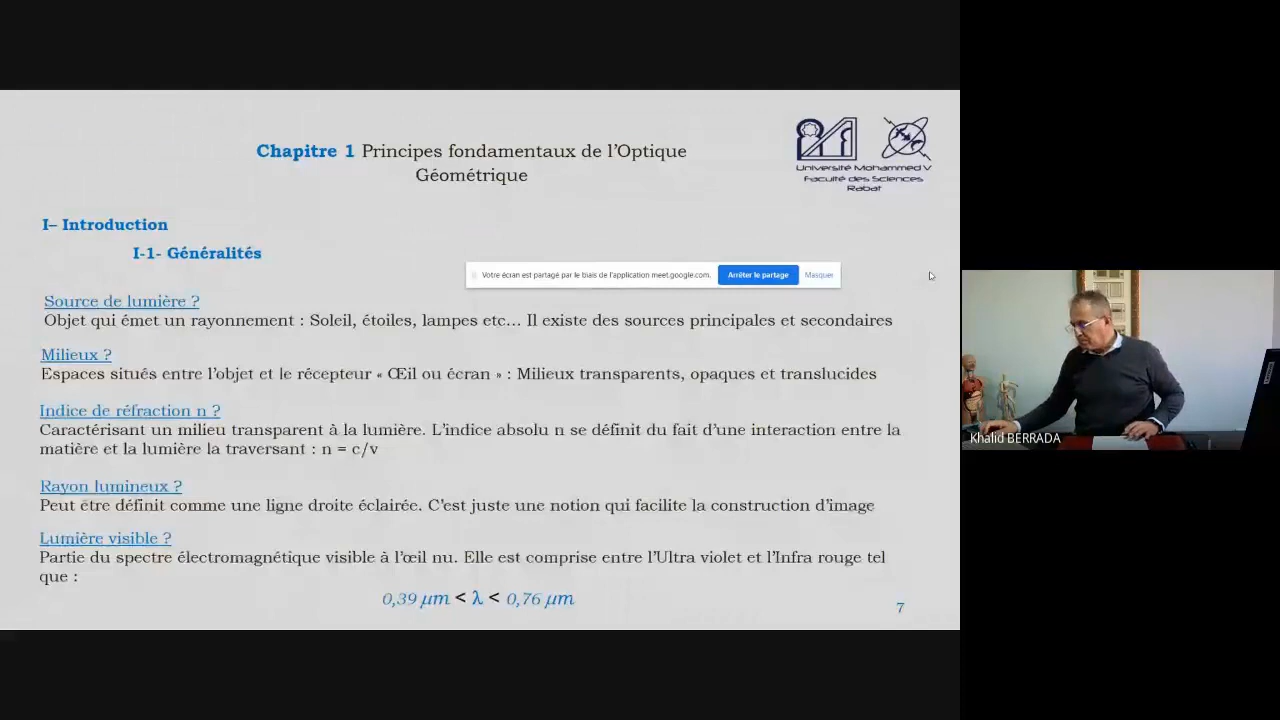 Chapitre 1 Principes fondamentaux de l'Optique
Géométrique
Université Mohammed V
Faculté des Sciences
Rabat
I– Introduction
I-1- Généralités
Votre écran est partagé par le biais de l'application meet.google.com.
Arrêter le partage
Masquer
Source de lumière ?
Objet qui émet un rayonnement : Soleil, étoiles, lampes etc... Il existe des sources principales et secondaires
Milieux ?
Espaces situés entre l'objet et le récepteur « Œil ou écran » : Milieux transparents, opaques et translucides
Indice de réfraction n ?
Caractérisant un milieu transparent à la lumière. L'indice absolu n se définit du fait d'une interaction entre la
matière et la lumière la traversant : n = c/v
Rayon lumineux ?
Peut être définit comme une ligne droite éclairée. C'est juste une notion qui facilite la construction d'image
Lumière visible ?
Partie du spectre électromagnétique visible à l'œil nu. Elle est comprise entre l'Ultra violet et l'Infra rouge tel
que :
0,39 µm < λ < 0,76 µm
7
Khalid BERRADA